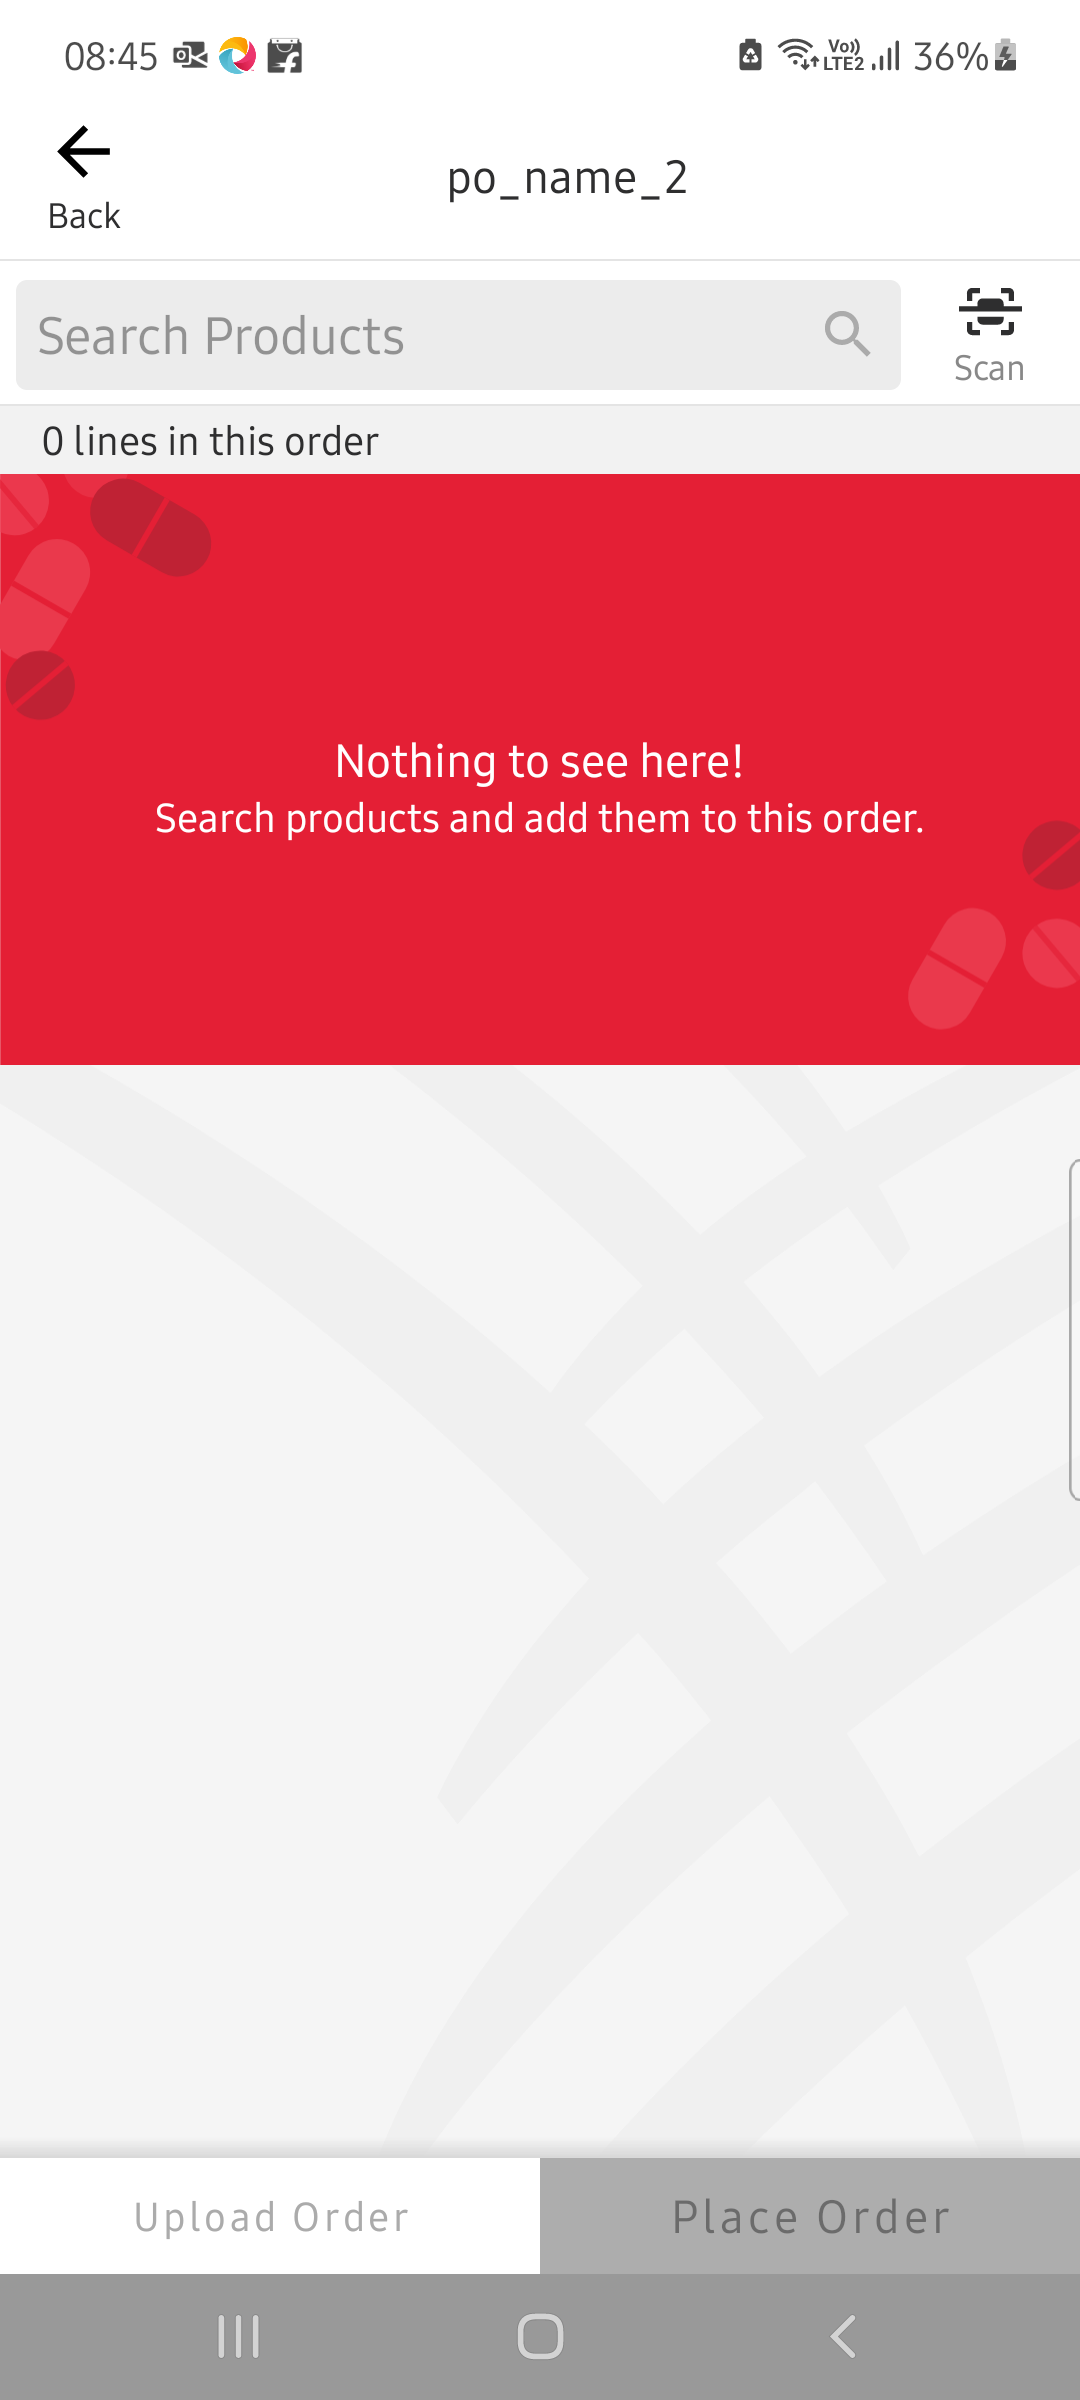 08:45
Vo)) LTE2 36%
Back
po_name_2
Search Products
Scan
0 lines in this order
Nothing to see here!
Search products and add them to this order.
Upload Order
Place Order